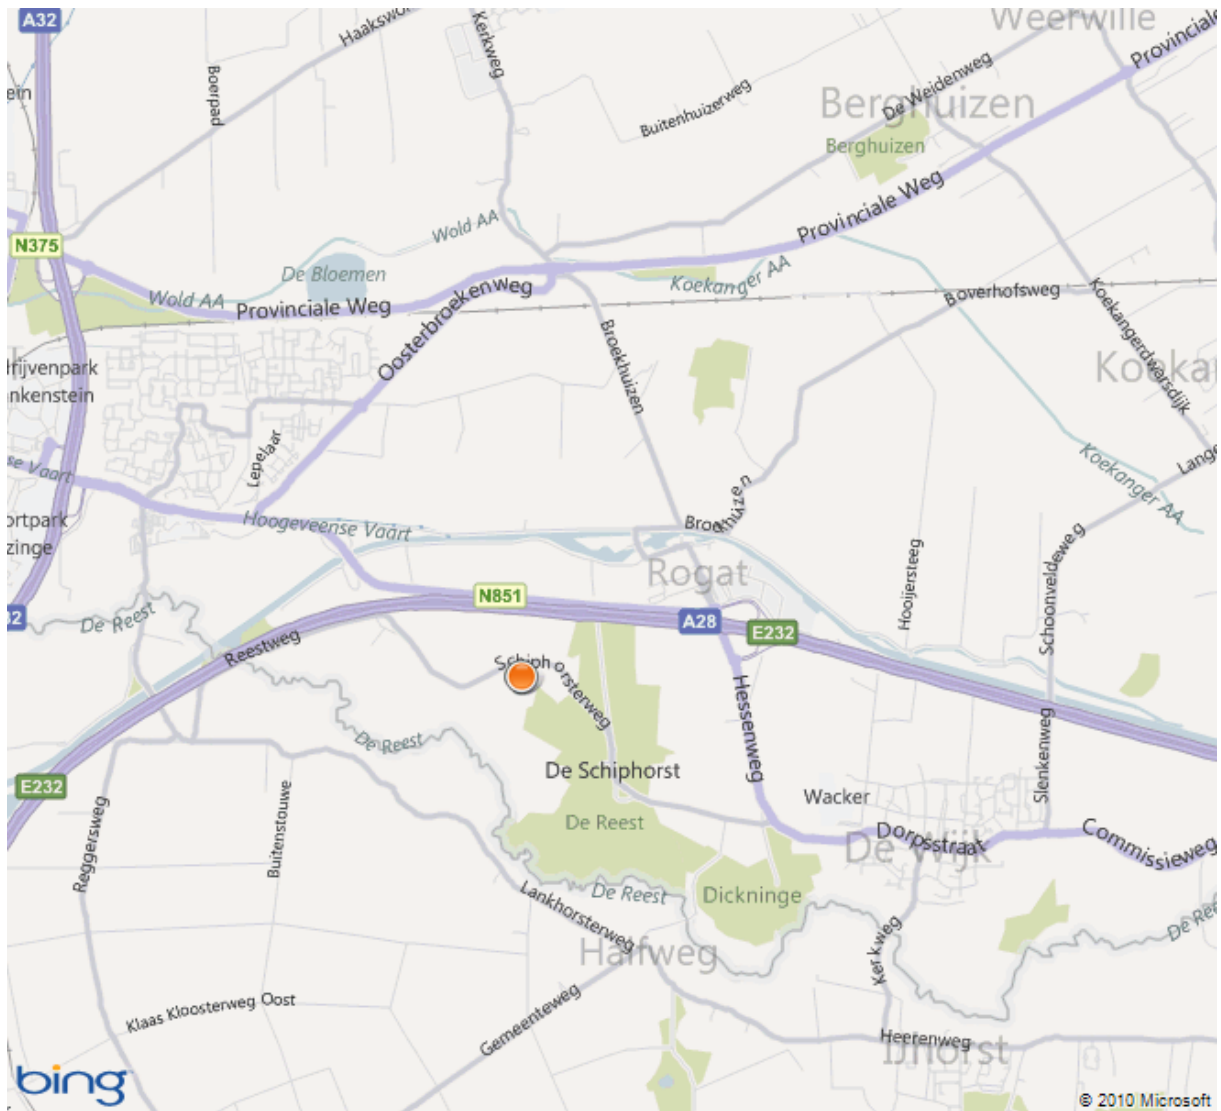 A32
Haaksw
Kerkweg
Weerwille
Provinciale
ein
Boerpad
Buitenhuizerweg
De Weidenweg
Berghuizen
Berghuizen
Provinciale Weg
N375
Wold AA
De Bloemen
Koekanger AA
Wold AA
Provinciale Weg
Oosterbroekenweg
Boverhofsweg
Koekangerdwarsdijk
Broekhuizen
rijvenpark
nkenstein
Koeka
Lepelaar
se Vaart
Lange
Koekanger AA
Broekhuizen
ortpark
zinge
Hoogeveense Vaart
Rogat
Hooijersteeg
Schoonveldeweg
N851
A28
E232
32
De Reest
Reestweg
Schiphorsterweg
Hessenweg
De Reest
De Schiphorst
E232
Wacker
Slenkenweg
De Reest
Dorpsstraat
De Wijk
Commissieweg
Reggersweg
Buitenstouwe
Lankhorsterweg
De Reest
Dickninge
De Ree
Kerkweg
Halfweg
Klaas Kloosterweg Oost
Gemeenteweg
Heerenweg
IJhorst
bing
© 2010 Microsoft